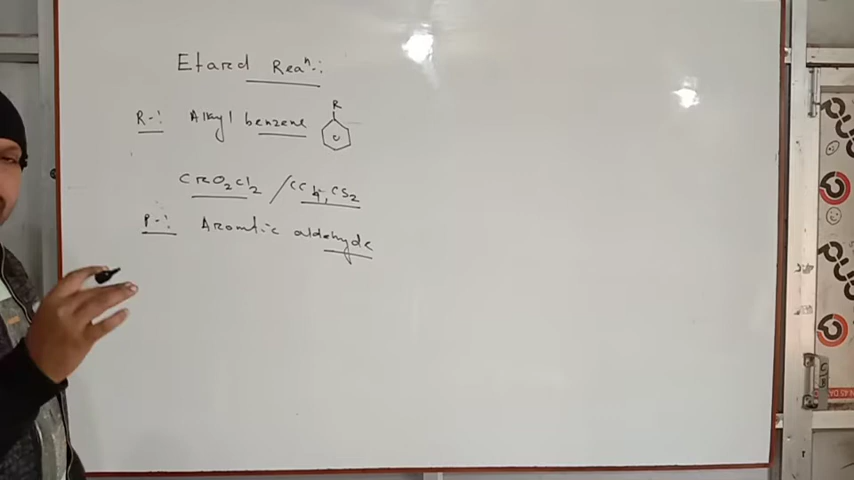 Etard Reaⁿ:
R-: Alkyl benzene R
CRO₂Cl₂ / CCl₄, CS₂
P-: Aromatic aldehyde